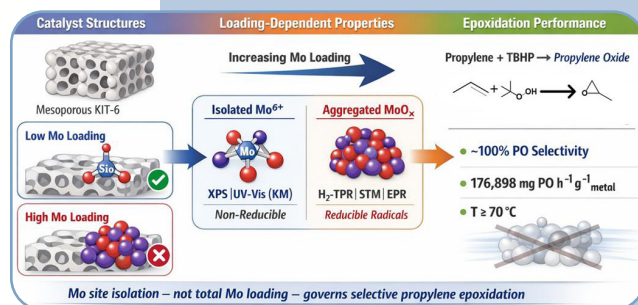 Catalyst Structures
Mesoporous KIT-6
Low Mo Loading
Sio
High Mo Loading
Loading-Dependent Properties
Increasing Mo Loading
Isolated Mo⁶⁺
Mo
XPS | UV-Vis (KM)
Non-Reducible
Aggregated MoOₓ
H₂-TPR | STM | EPR
Reducible Radicals
Epoxidation Performance
Propylene + TBHP → Propylene Oxide
+ O OH O
~100% PO Selectivity
176,898 mg PO h⁻¹ g⁻¹metal
T ≥ 70 °C
Mo site isolation – not total Mo loading – governs selective propylene epoxidation